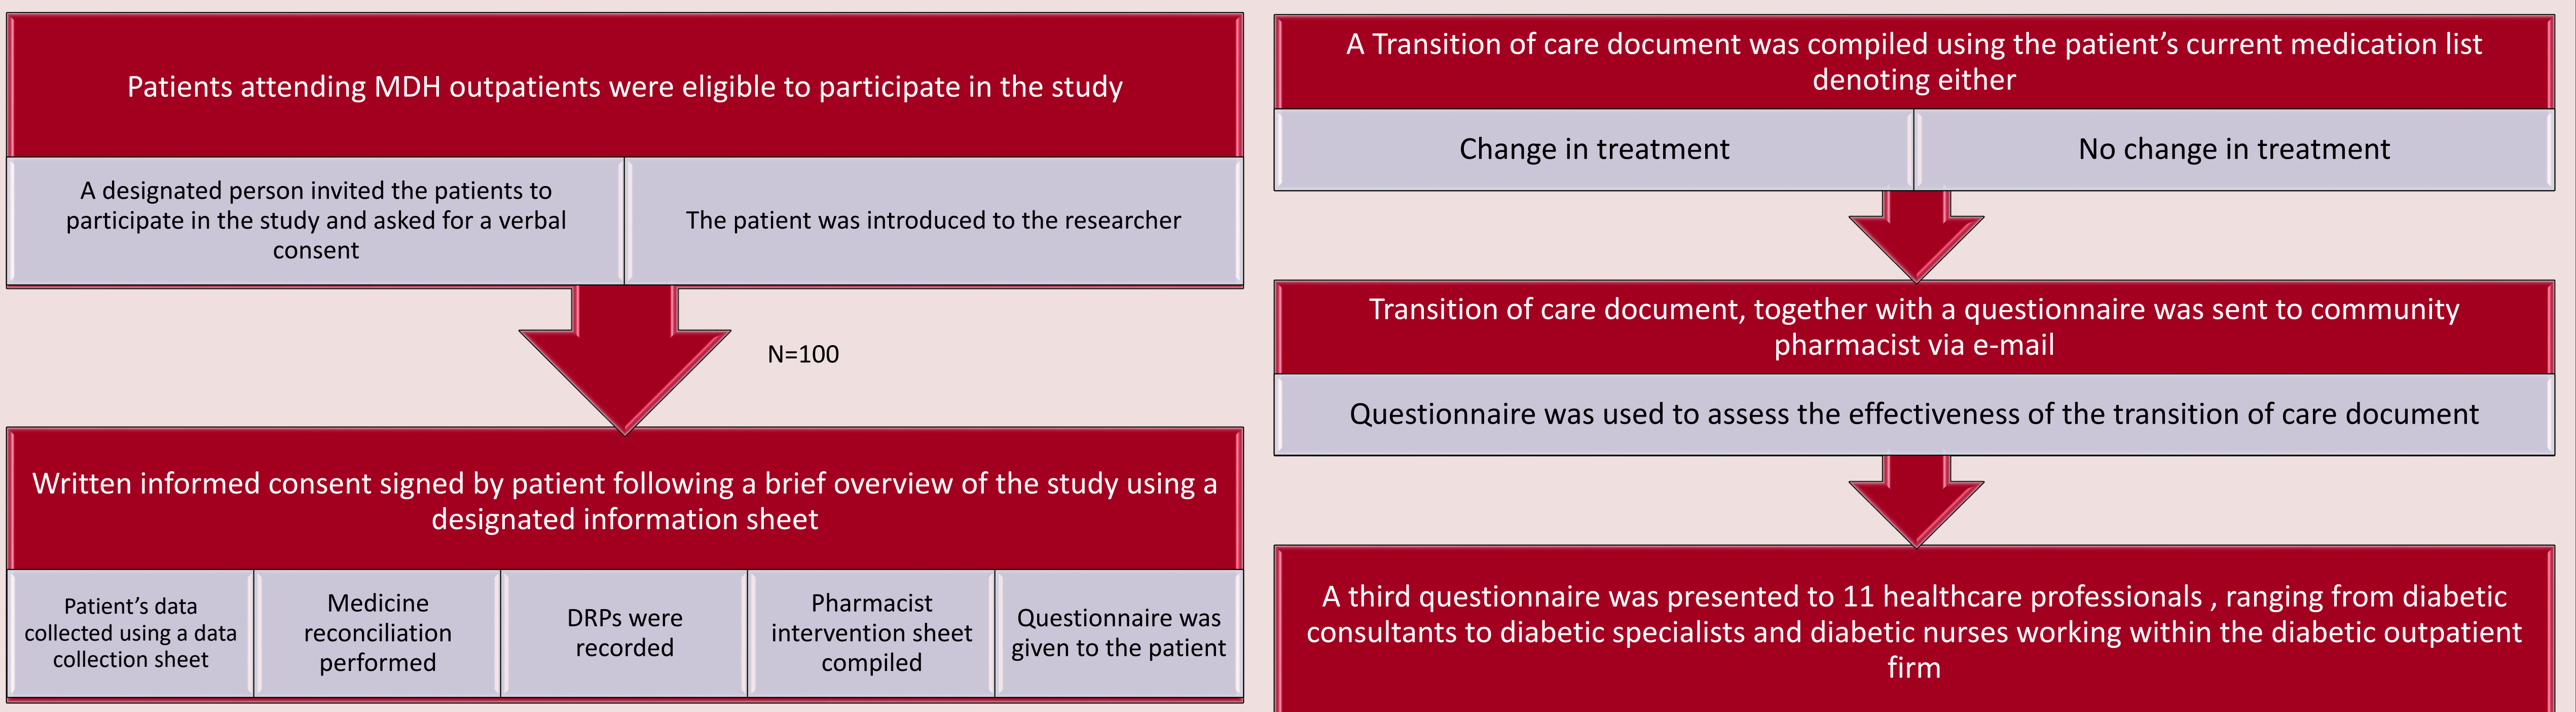 Patients attending MDH outpatients were eligible to participate in the study
A designated person invited the patients to
participate in the study and asked for a verbal
consent
The patient was introduced to the researcher
N=100
Written informed consent signed by patient following a brief overview of the study using a
designated information sheet
Patient’s data
collected using a data
collection sheet
Medicine
reconciliation
performed
DRPs were
recorded
Pharmacist
intervention sheet
compiled
Questionnaire was
given to the patient
A Transition of care document was compiled using the patient’s current medication list
denoting either
Change in treatment
No change in treatment
Transition of care document, together with a questionnaire was sent to community
pharmacist via e-mail
Questionnaire was used to assess the effectiveness of the transition of care document
A third questionnaire was presented to 11 healthcare professionals , ranging from diabetic
consultants to diabetic specialists and diabetic nurses working within the diabetic outpatient
firm